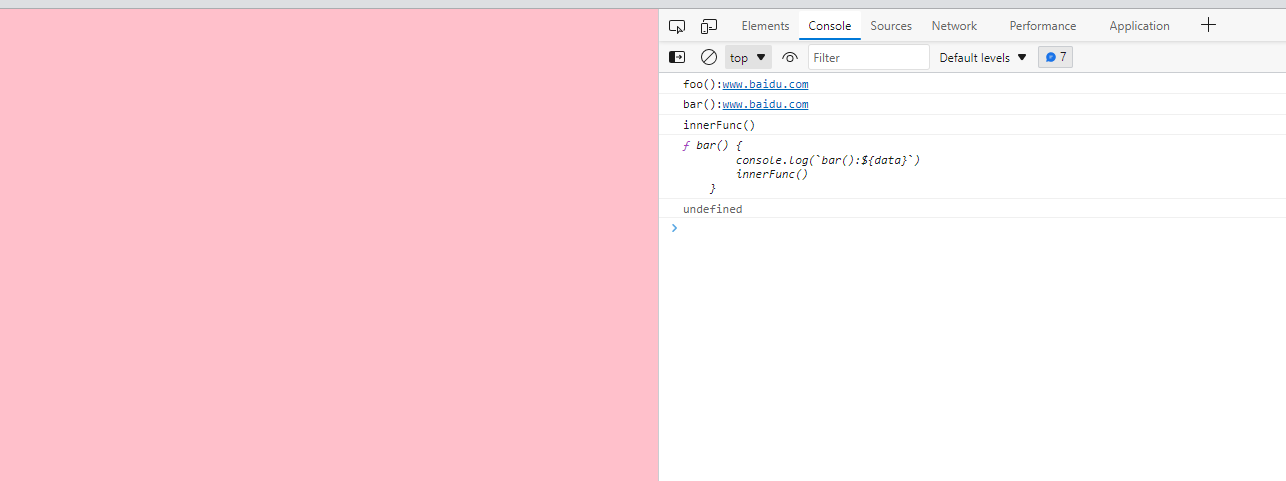 Elements Console Sources Network Performance Application
top Filter Default levels 7
foo():www.baidu.com
bar():www.baidu.com
innerFunc()
ƒ bar() {
console.log(`bar():${data}`)
innerFunc()
}
undefined